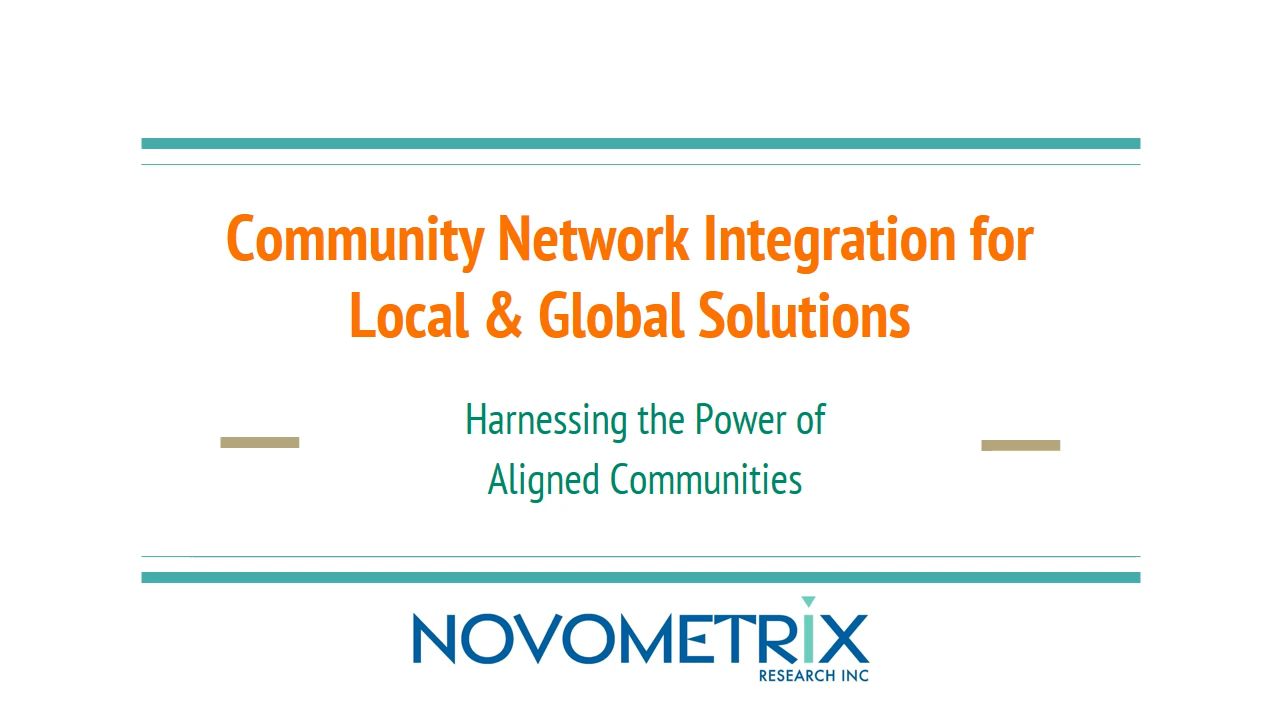 Community Network Integration for
Local & Global Solutions
Harnessing the Power of
Aligned Communities
NOVOMETRIX
RESEARCH INC